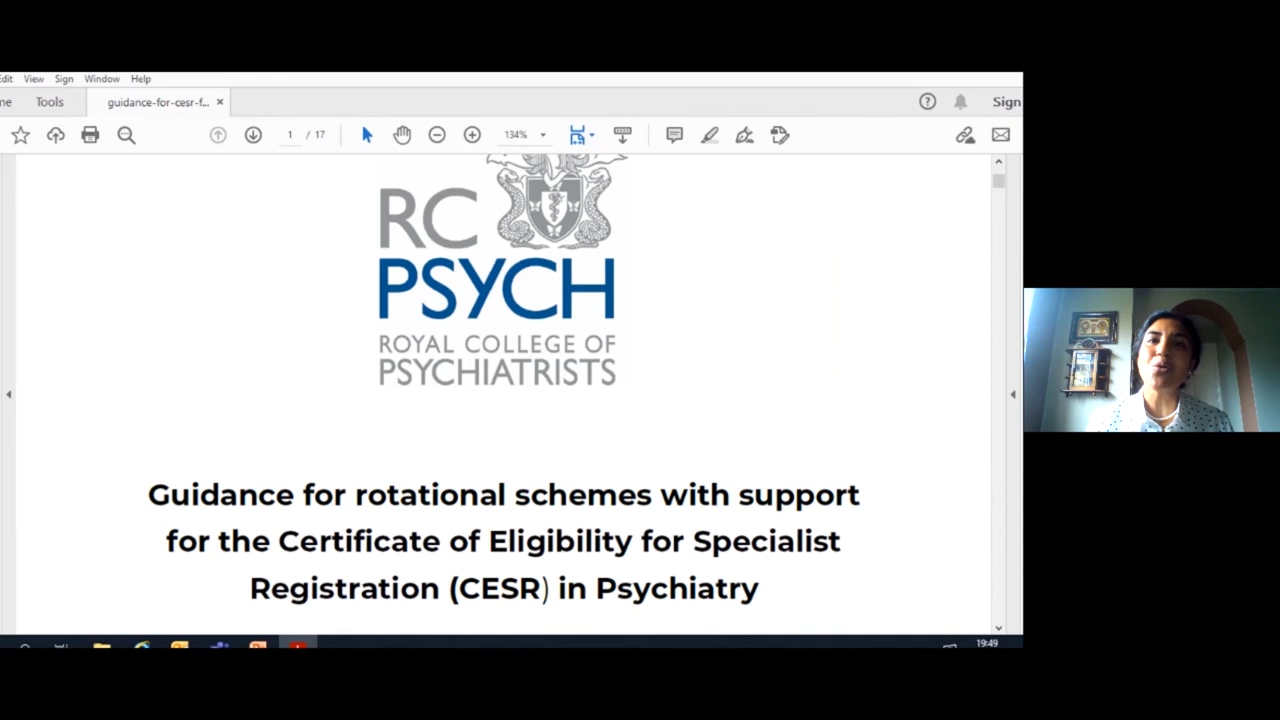 Edit View Sign Window Help
me Tools guidance-for-cesr-f... × Sign
1 / 17 134%
RC
PSYCH
ROYAL COLLEGE OF
PSYCHIATRISTS
Guidance for rotational schemes with support
for the Certificate of Eligibility for Specialist
Registration (CESR) in Psychiatry
19:49